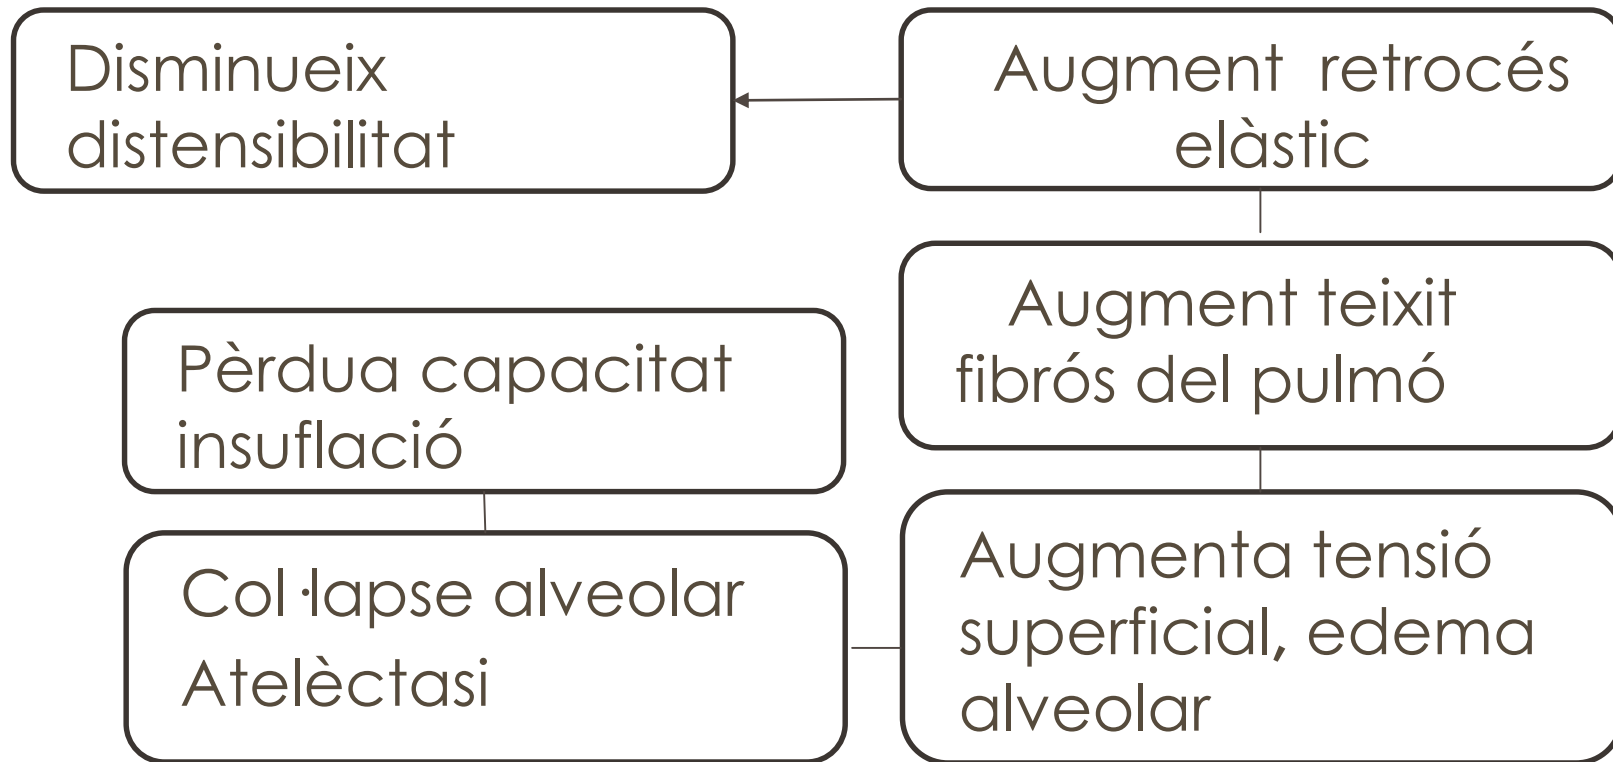 Disminueix
distensibilitat
Augment retrocés
elàstic
Augment teixit
fibrós del pulmó
Pèrdua capacitat
insuflació
Col·lapse alveolar
Atelèctasi
Augmenta tensió
superficial, edema
alveolar